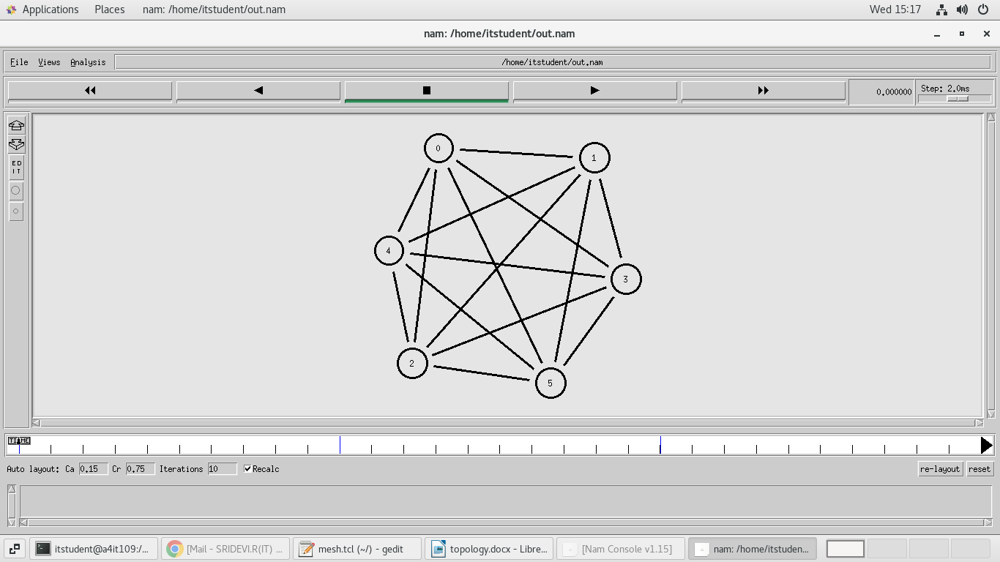 Applications Places nam: /home/itstudent/out.nam Wed 15:17
nam: /home/itstudent/out.nam
File Views Analysis /home/itstudent/out.nam
0.000000 Step: 2.0ms
ED
IT
0
1
4
3
2
5
TIME
Auto layout: Ca 0.15 Cr 0.75 Iterations 10 Recalc re-layout reset
itstudent@a4it109:/... [Mail - SRIDEVI.R(IT) ... mesh.tcl (~/) - gedit topology.docx - Libre... [Nam Console v1.15] nam: /home/itstuden...